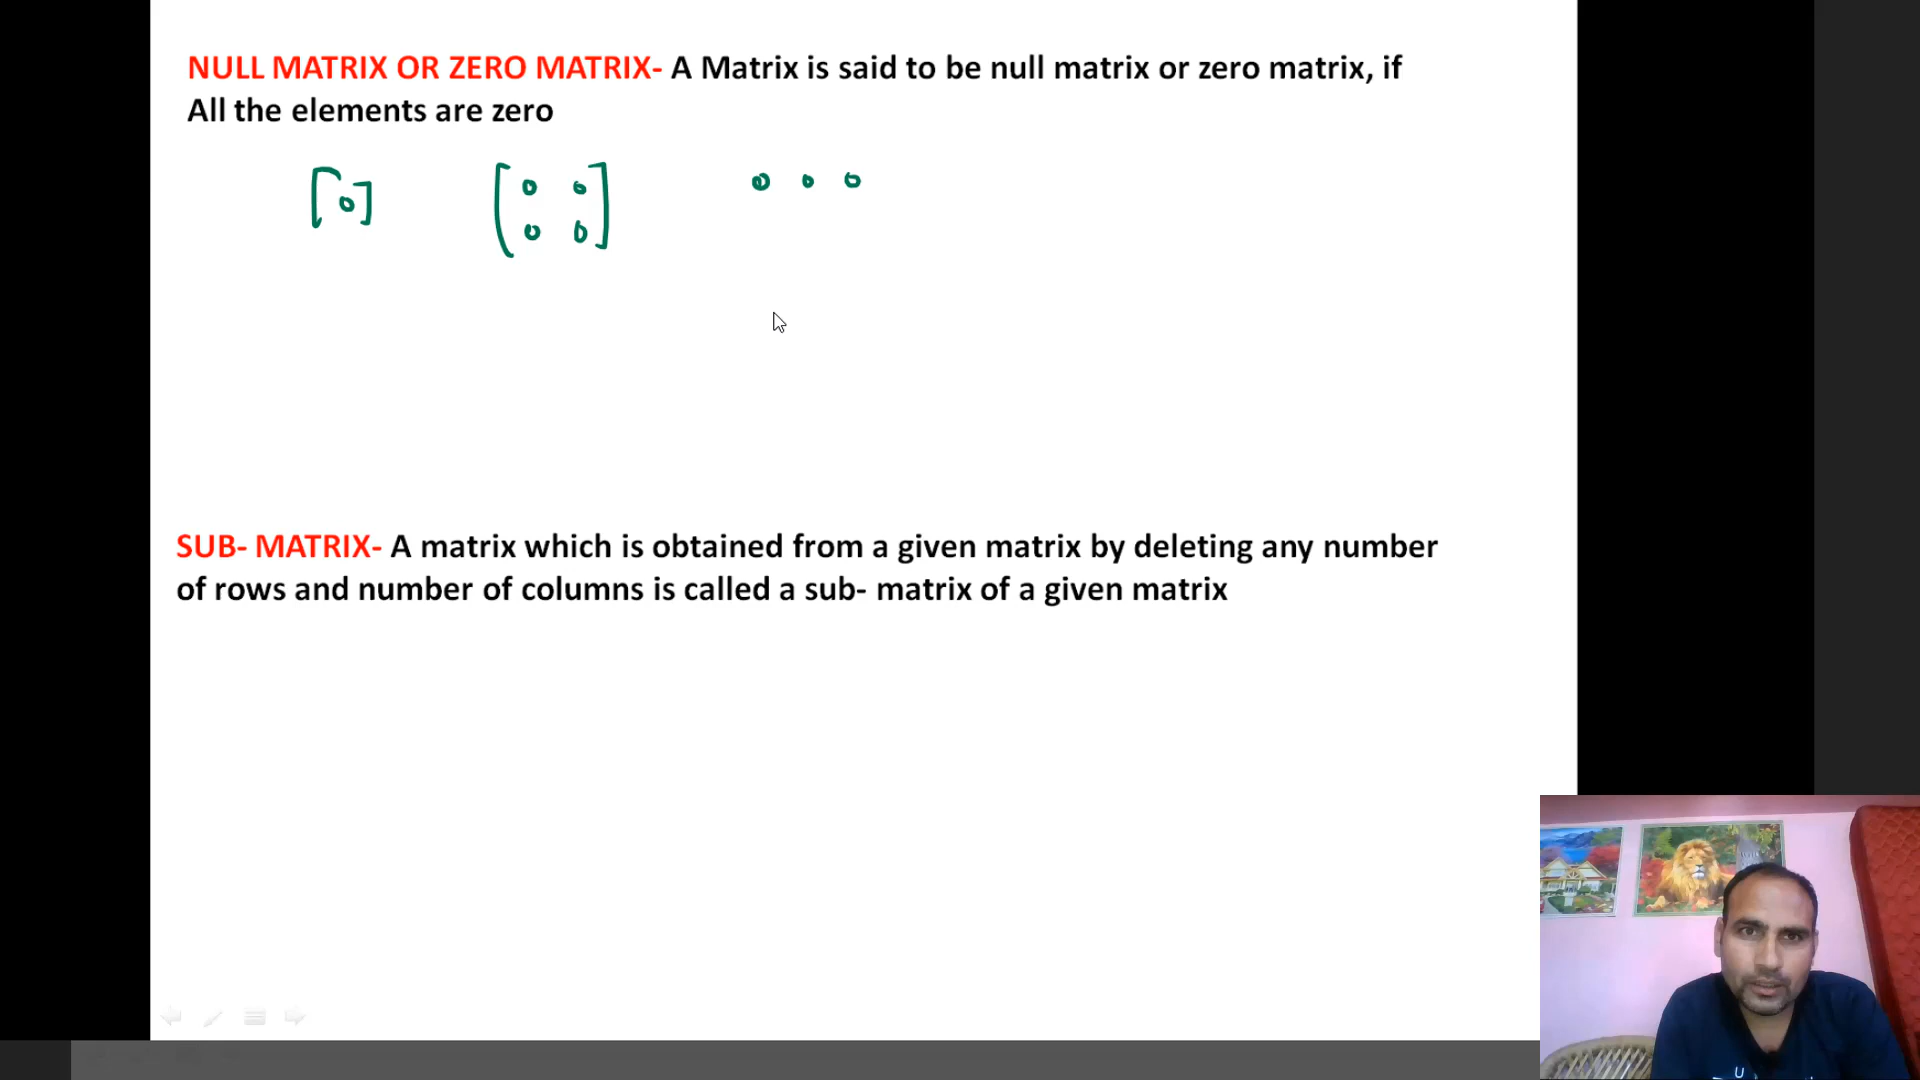 NULL MATRIX OR ZERO MATRIX- A Matrix is said to be null matrix or zero matrix, if
All the elements are zero
[0] [0 0 0 0 0
0 0]
SUB- MATRIX- A matrix which is obtained from a given matrix by deleting any number
of rows and number of columns is called a sub- matrix of a given matrix
U